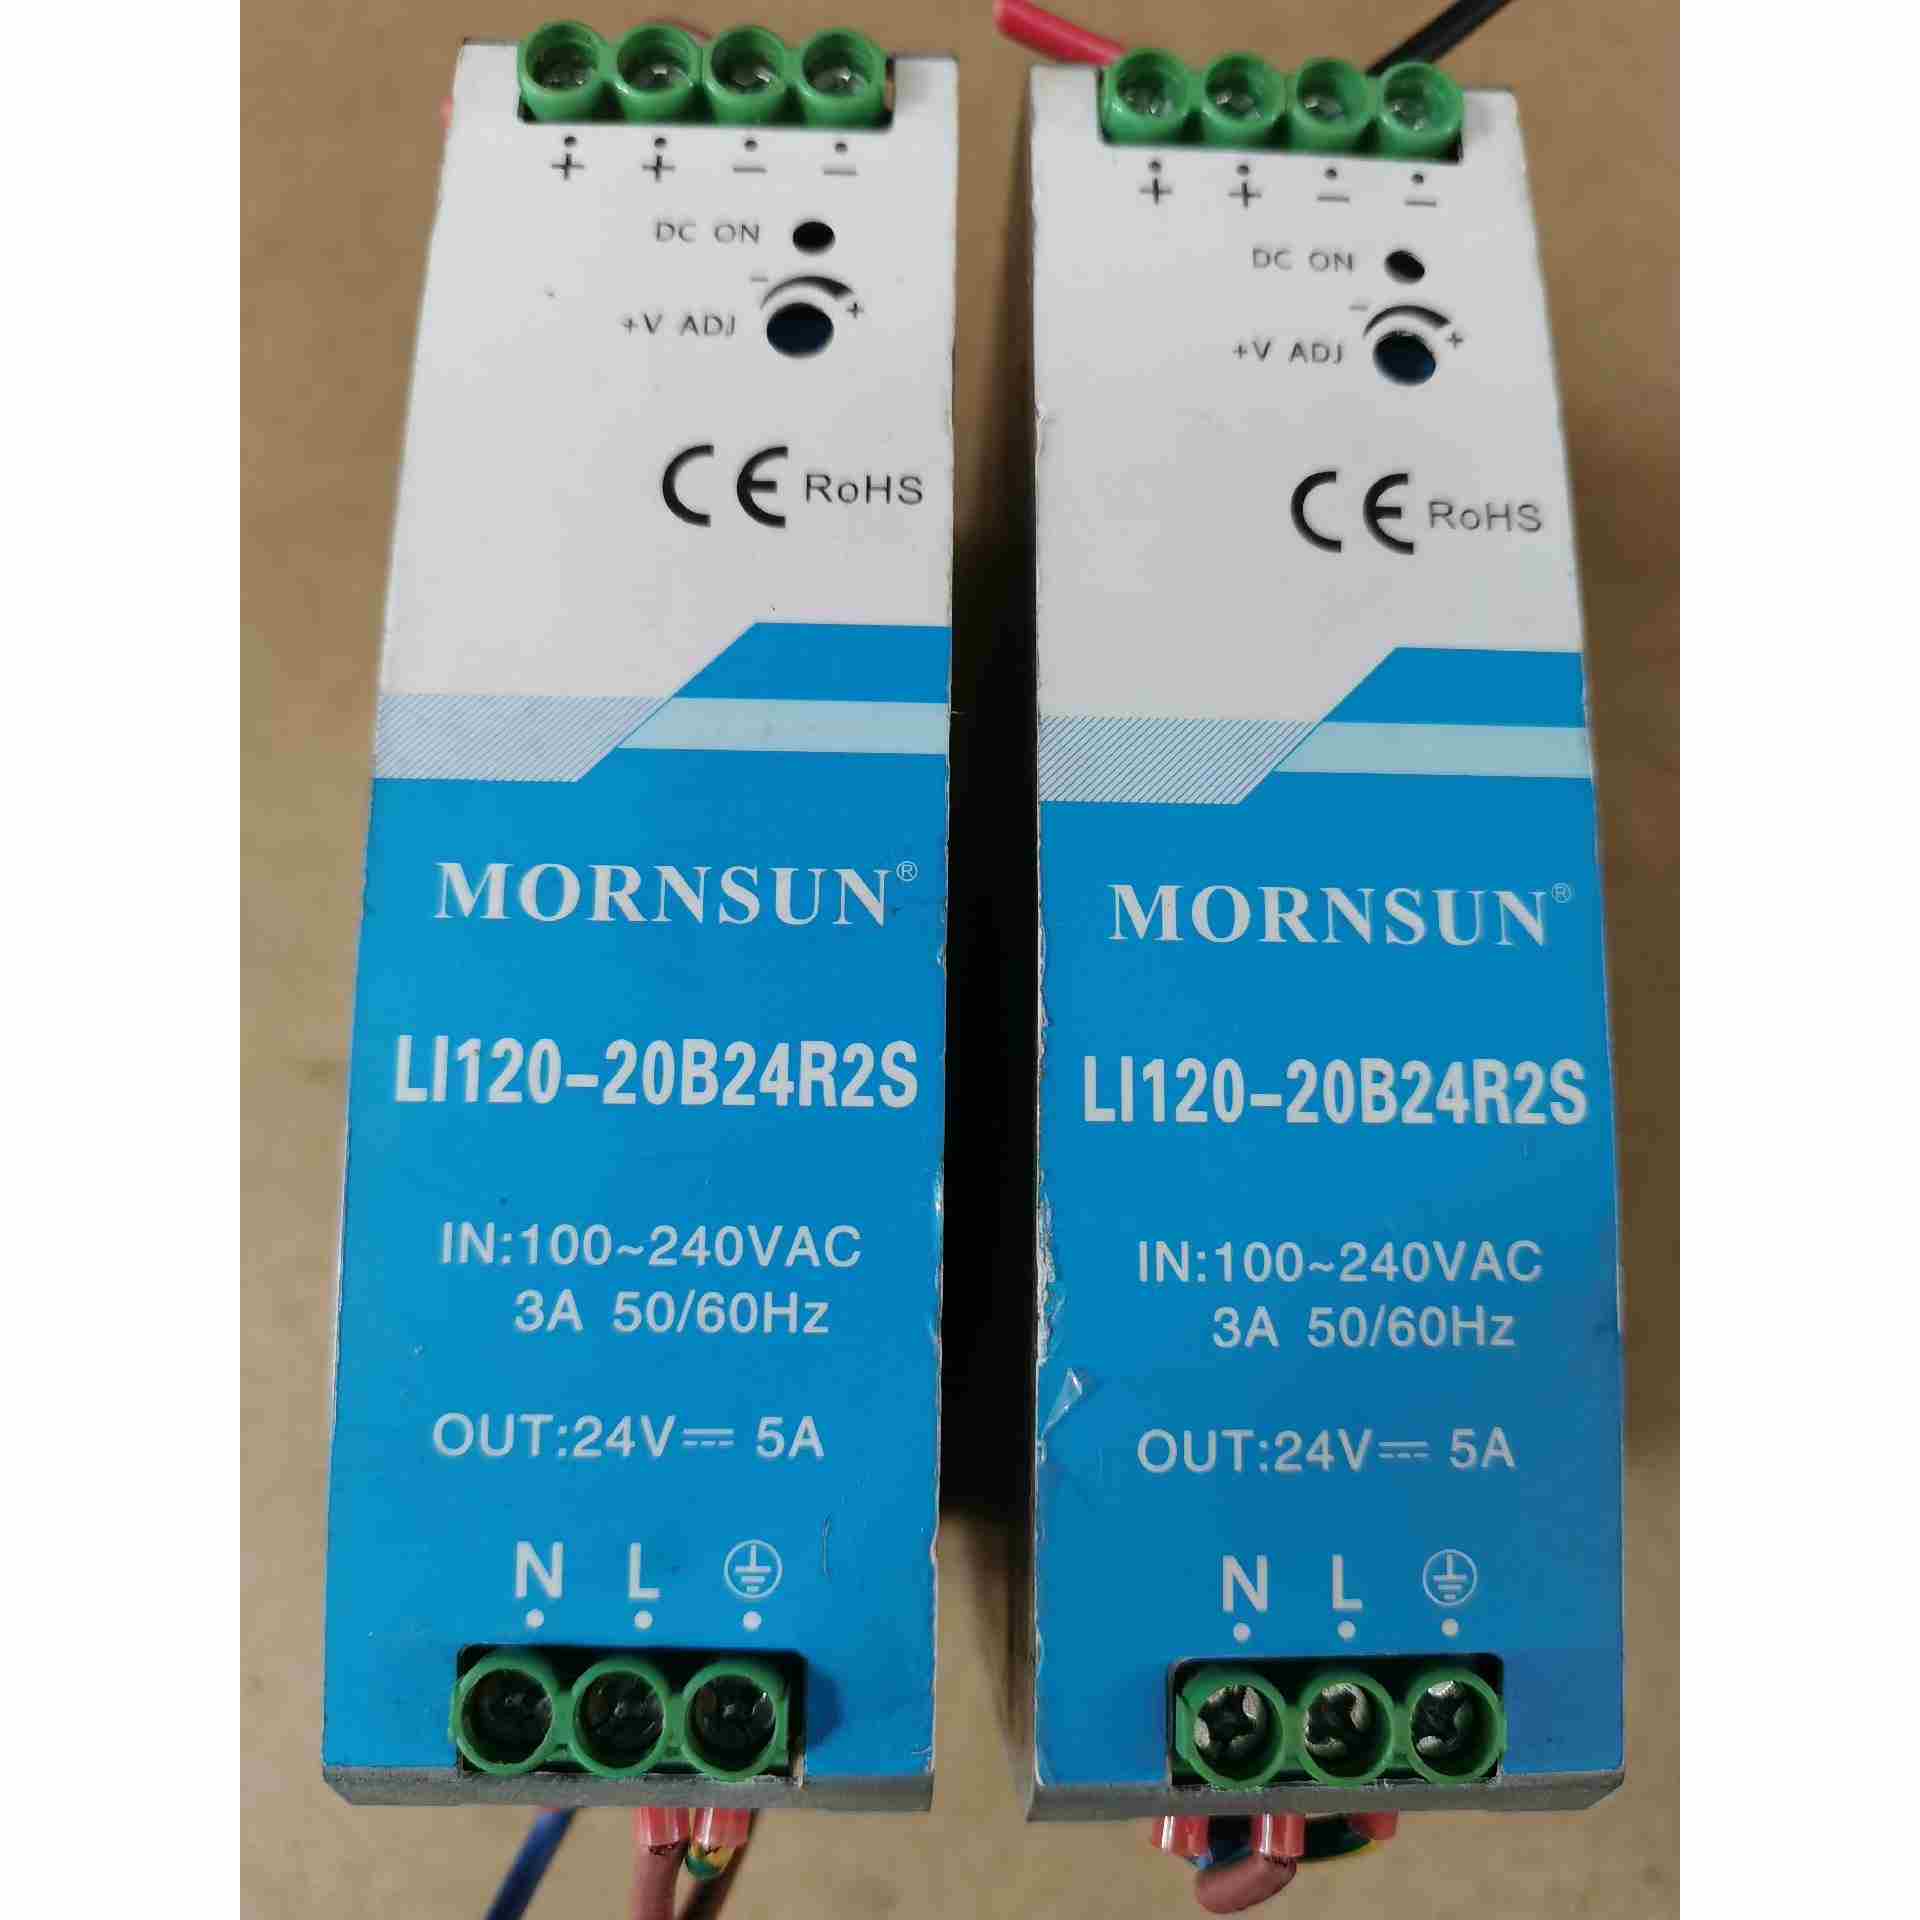 + + − −
DC ON
− +
+V ADJ
CE RoHS
MORNSUN®
LI120-20B24R2S
IN:100~240VAC
3A 50/60Hz
OUT:24V⎓ 5A
N L ⏚
+ + − −
DC ON
− +
+V ADJ
CE RoHS
MORNSUN®
LI120-20B24R2S
IN:100~240VAC
3A 50/60Hz
OUT:24V⎓ 5A
N L ⏚